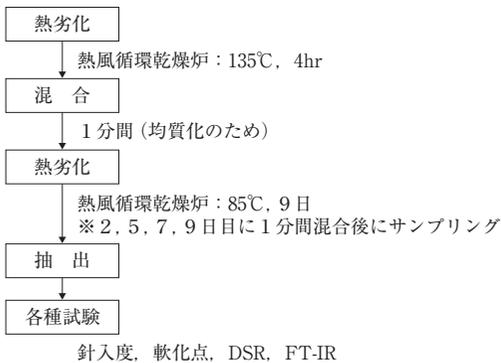 熱劣化
熱風循環乾燥炉：135℃，4hr
混　合
１分間（均質化のため）
熱劣化
熱風循環乾燥炉：85℃，９日
※２，５，７，９日目に１分間混合後にサンプリング
抽　出
各種試験
針入度，軟化点，DSR，FT-IR